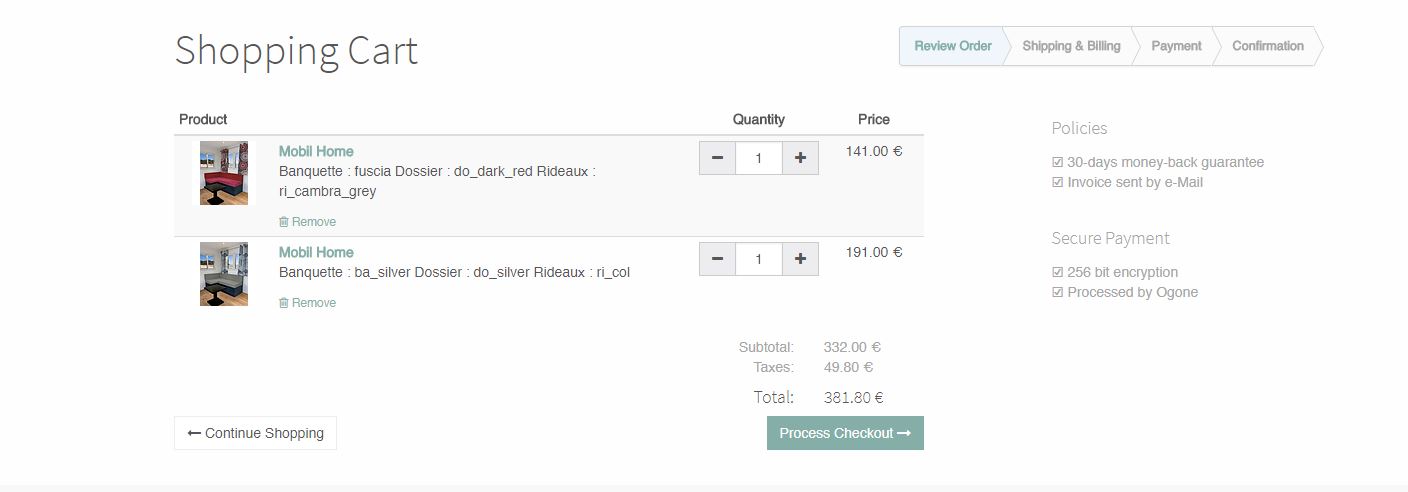 Shopping Cart
Review Order
Shipping & Billing
Payment
Confirmation
Product
Quantity
Price
Mobil Home
Banquette : fuscia Dossier : do_dark_red Rideaux :
ri_cambra_grey
Remove
1
141.00 €
Mobil Home
Banquette : ba_silver Dossier : do_silver Rideaux : ri_col
Remove
1
191.00 €
Subtotal: 332.00 €
Taxes: 49.80 €
Total: 381.80 €
Continue Shopping
Process Checkout
Policies
30-days money-back guarantee
Invoice sent by e-Mail
Secure Payment
256 bit encryption
Processed by Ogone